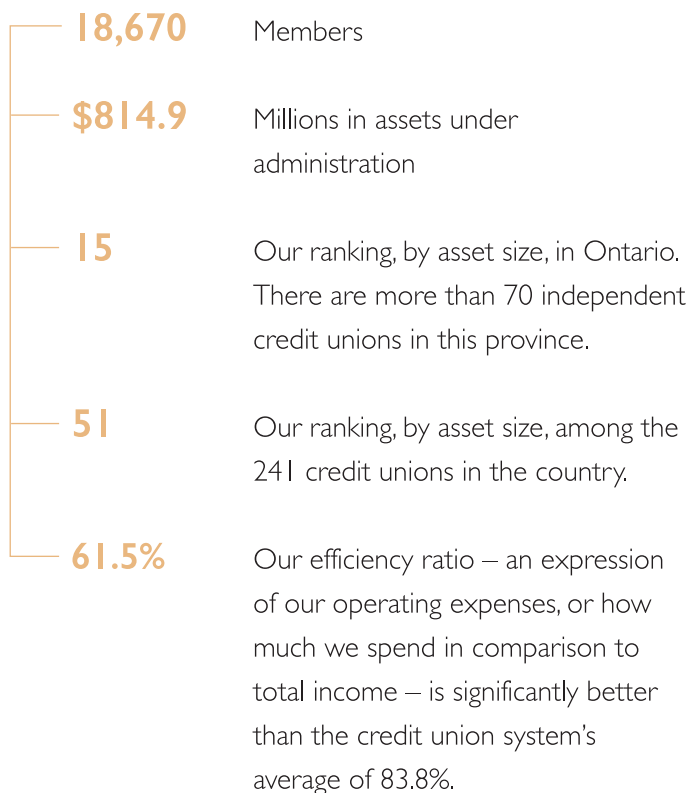 18,670 Members
$814.9 Millions in assets under
administration
15 Our ranking, by asset size, in Ontario.
There are more than 70 independent
credit unions in this province.
51 Our ranking, by asset size, among the
241 credit unions in the country.
61.5% Our efficiency ratio – an expression
of our operating expenses, or how
much we spend in comparison to
total income – is significantly better
than the credit union system’s
average of 83.8%.